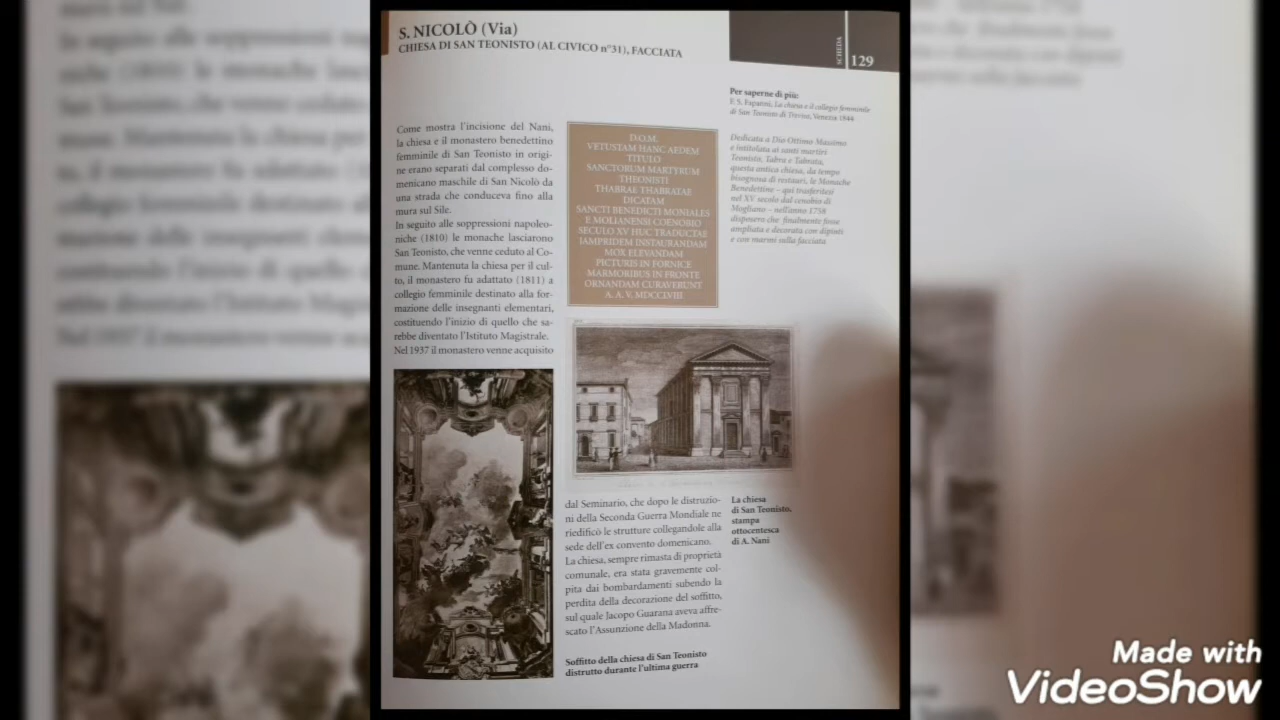 S. NICOLÒ (Via)
CHIESA DI SAN TEONISTO (AL CIVICO n°31), FACCIATA
SCHEDA
129
Come mostra l'incisione del Nani,
la chiesa e il monastero benedettino
femminile di San Teonisto in origi-
ne erano separati dal complesso do-
menicano maschile di San Nicolò da
una strada che conduceva fino alla
mura sul Sile.
In seguito alle soppressioni napoleo-
niche (1810) le monache lasciarono
San Teonisto, che venne ceduto al Co-
mune. Mantenuta la chiesa per il cul-
to, il monastero fu adattato (1811) a
collegio femminile destinato alla for-
mazione delle insegnanti elementari,
costituendo l'inizio di quello che sa-
rebbe diventato l'Istituto Magistrale.
Nel 1937 il monastero venne acquisito
D.O.M.
VETUSTAM HANC AEDEM
TITULO
SANCTORUM MARTYRUM
THEONISTI
THABRAE THABRATAE
DICATAM
SANCTI BENEDICTI MONIALES
E MOLIANENSI COENOBIO
SECULO XV HUC TRADUCTAE
IAMPRIDEM INSTAURANDAM
MOX ELEVANDAM
PICTURIS IN FORNICE
MARMORIBUS IN FRONTE
ORNANDAM CURAVERUNT
A. A. V. MDCCLVIII
Per saperne di più:
F. S. La chiesa e il collegio femminile
di San Teonisto di Treviso, Venezia 1944
Dedicata a Dio Ottimo Massimo
e intitolata ai santi martiri
Teonisto, Tabra e Tabrata,
questa antica chiesa, da tempo
bisognosa di restauri, le Monache
Benedettine – qui trasferitesi
nel XV secolo dal cenobio di
Mogliano – nell'anno 1758
disposero che finalmente fosse
ampliata e decorata con dipinti
e con marmi sulla facciata
dal Seminario, che dopo le distruzio-
ni della Seconda Guerra Mondiale ne
riedificò le strutture collegandole alla
sede dell'ex convento domenicano.
La chiesa, sempre rimasta di proprietà
comunale, era stata gravemente col-
pita dai bombardamenti subendo la
perdita della decorazione del soffitto,
sul quale Jacopo Guarana aveva affre-
scato l'Assunzione della Madonna.
La chiesa
di San Teonisto,
stampa
ottocentesca
di A. Nani
Soffitto della chiesa di San Teonisto
distrutto durante l'ultima guerra
Made with
VideoShow